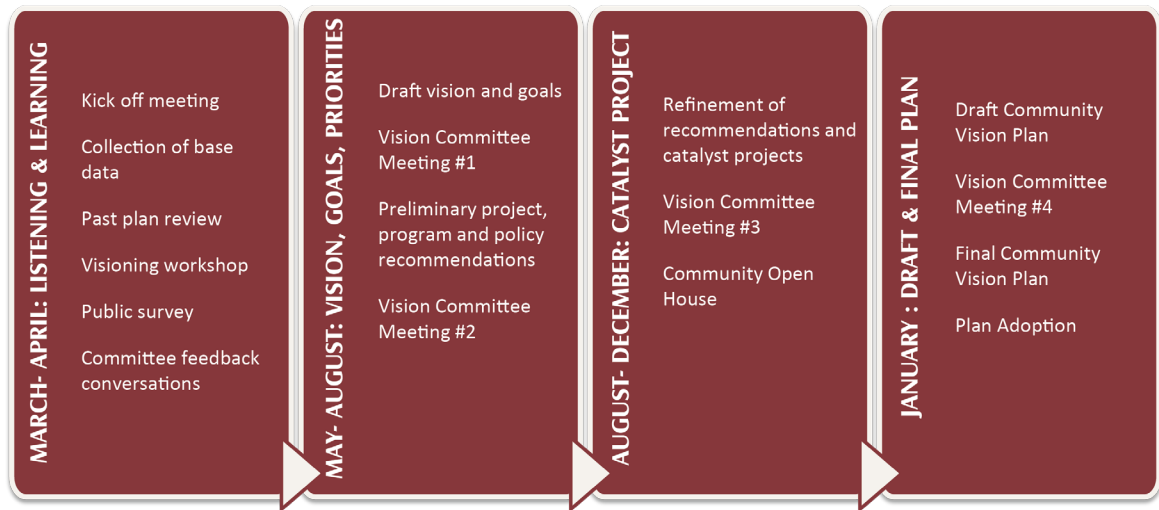 MARCH- APRIL: LISTENING & LEARNING
Kick off meeting
Collection of base
data
Past plan review
Visioning workshop
Public survey
Committee feedback
conversations
MAY- AUGUST: VISION, GOALS, PRIORITIES
Draft vision and goals
Vision Committee
Meeting #1
Preliminary project,
program and policy
recommendations
Vision Committee
Meeting #2
AUGUST- DECEMBER: CATALYST PROJECT
Refinement of
recommendations and
catalyst projects
Vision Committee
Meeting #3
Community Open
House
JANUARY : DRAFT & FINAL PLAN
Draft Community
Vision Plan
Vision Committee
Meeting #4
Final Community
Vision Plan
Plan Adoption